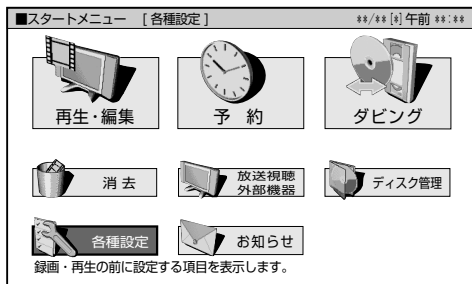 ■スタートメニュー　[各種設定]　**/**[*]午前**:**
再生・編集　予約　ダビング
消去　放送視聴
外部機器　ディスク管理
各種設定　お知らせ
録画・再生の前に設定する項目を表示します。